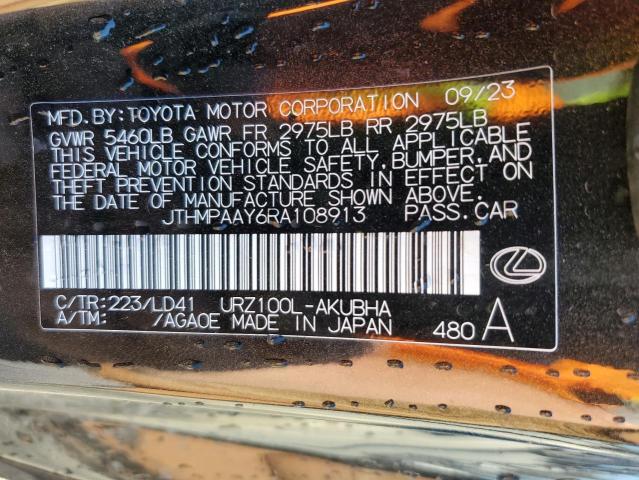 MFD.BY:TOYOTA MOTOR CORPORATION 09/23
GVWR 5460LB GAWR FR 2975LB RR 2975LB
THIS VEHICLE CONFORMS TO ALL APPLICABLE
FEDERAL MOTOR VEHICLE SAFETY,BUMPER,AND
THEFT PREVENTION STANDARDS IN EFFECT ON
THE DATE OF MANUFACTURE SHOWN ABOVE.
JTHMPAAY6RA108913 PASS.CAR
C/TR:223/LD41 URZ100L-AKUBHA
A/TM: /AGA0E MADE IN JAPAN 480 A